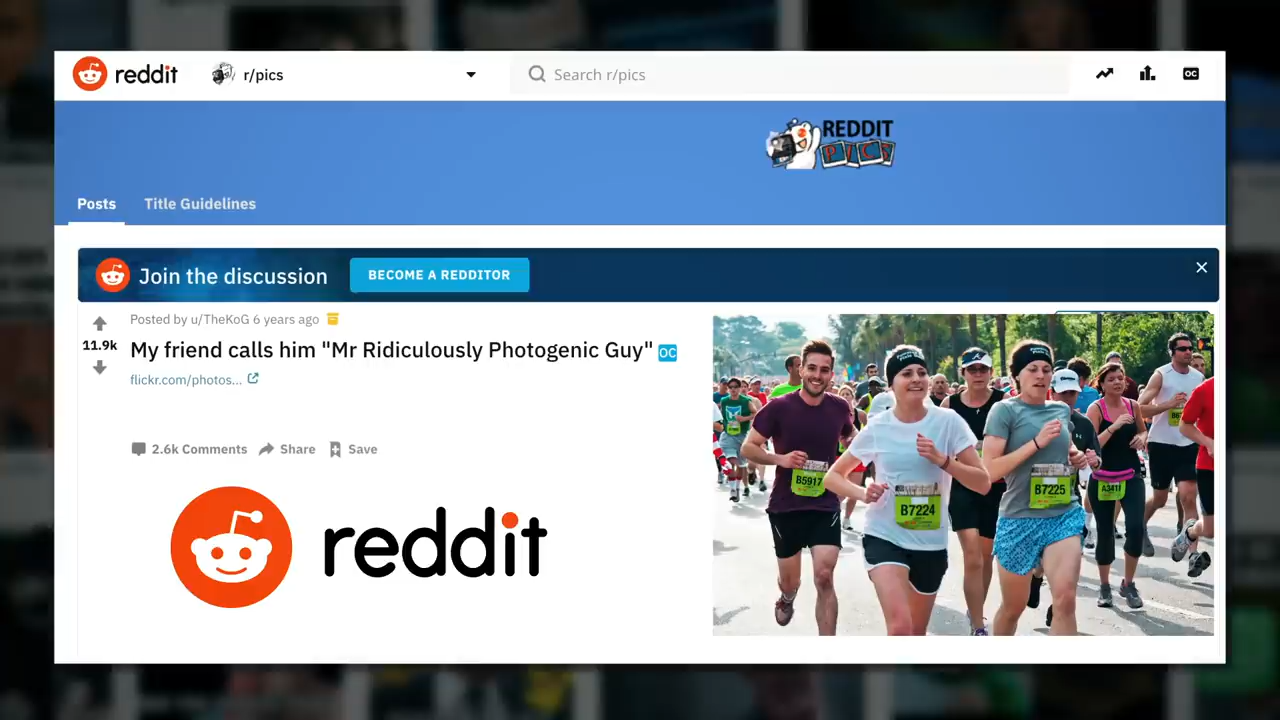 reddit
r/pics
Search r/pics
OC
REDDIT
PICS
Posts
Title Guidelines
Join the discussion
BECOME A REDDITOR
Posted by u/TheKoG 6 years ago
11.9k
My friend calls him "Mr Ridiculously Photogenic Guy" OC
flickr.com/photos...
2.6k Comments
Share
Save
reddit
B5917
B7224
B7225